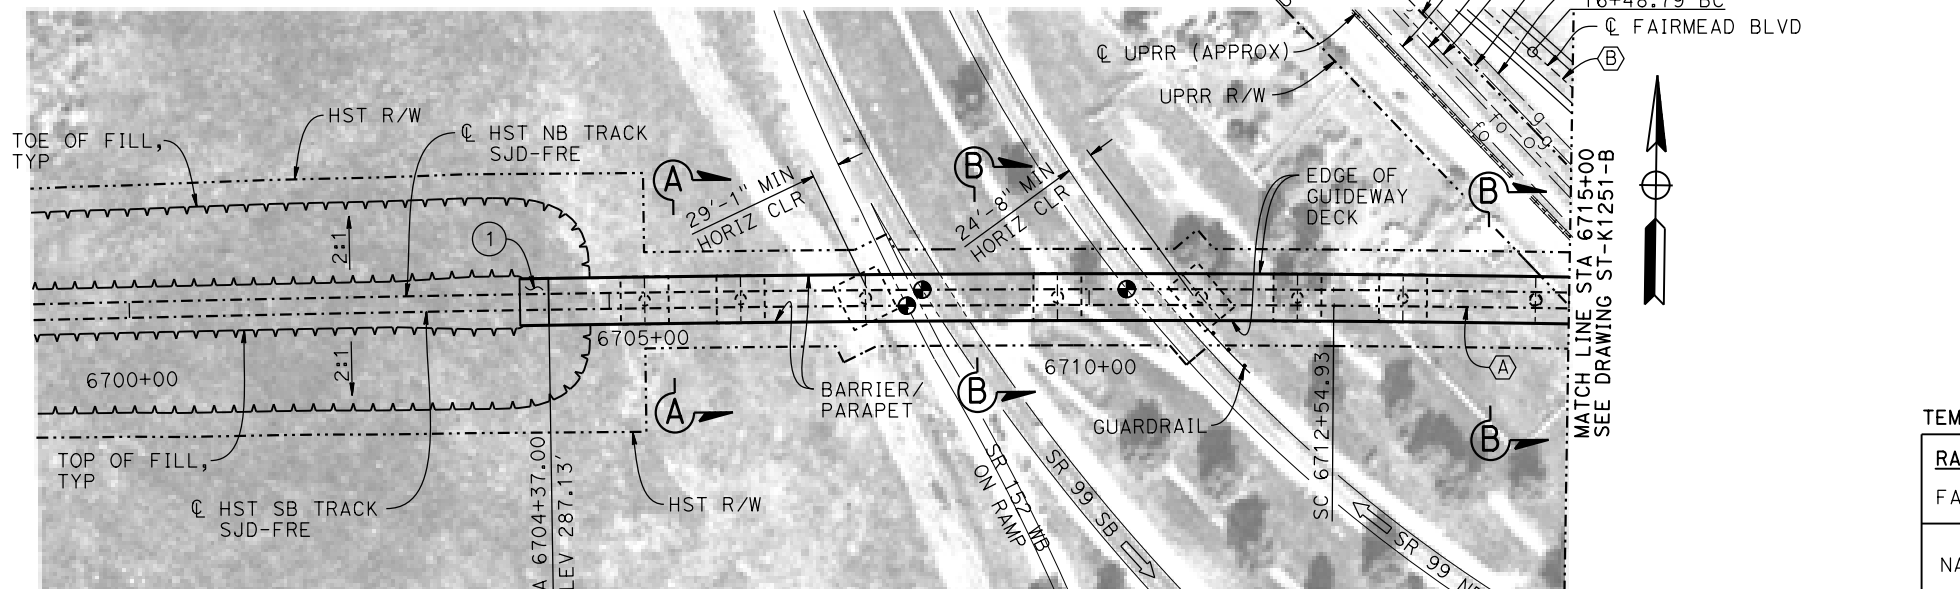 16+48.79 BC
℄ FAIRMEAD BLVD
B
℄ UPRR (APPROX)
UPRR R/W
fo
fo
og
g
HST R/W
TOE OF FILL,
TYP
℄ HST NB TRACK
SJD-FRE
A
29'-1" MIN
HORIZ CLR
B
24'-8" MIN
HORIZ CLR
EDGE OF
GUIDEWAY
DECK
B
MATCH LINE STA 6715+00
SEE DRAWING ST-K1251-B
2:1
1
6705+00
6700+00
2:1
BARRIER/
PARAPET
6710+00
A
A
B
GUARDRAIL
SC 6712+54.93
B
TOP OF FILL,
TYP
℄ HST SB TRACK
SJD-FRE
A 6704+37.00
LEV 287.13'
HST R/W
SR 152 WB
ON RAMP
SR 99 SB
SR 99
TEM
RA
FA
NA